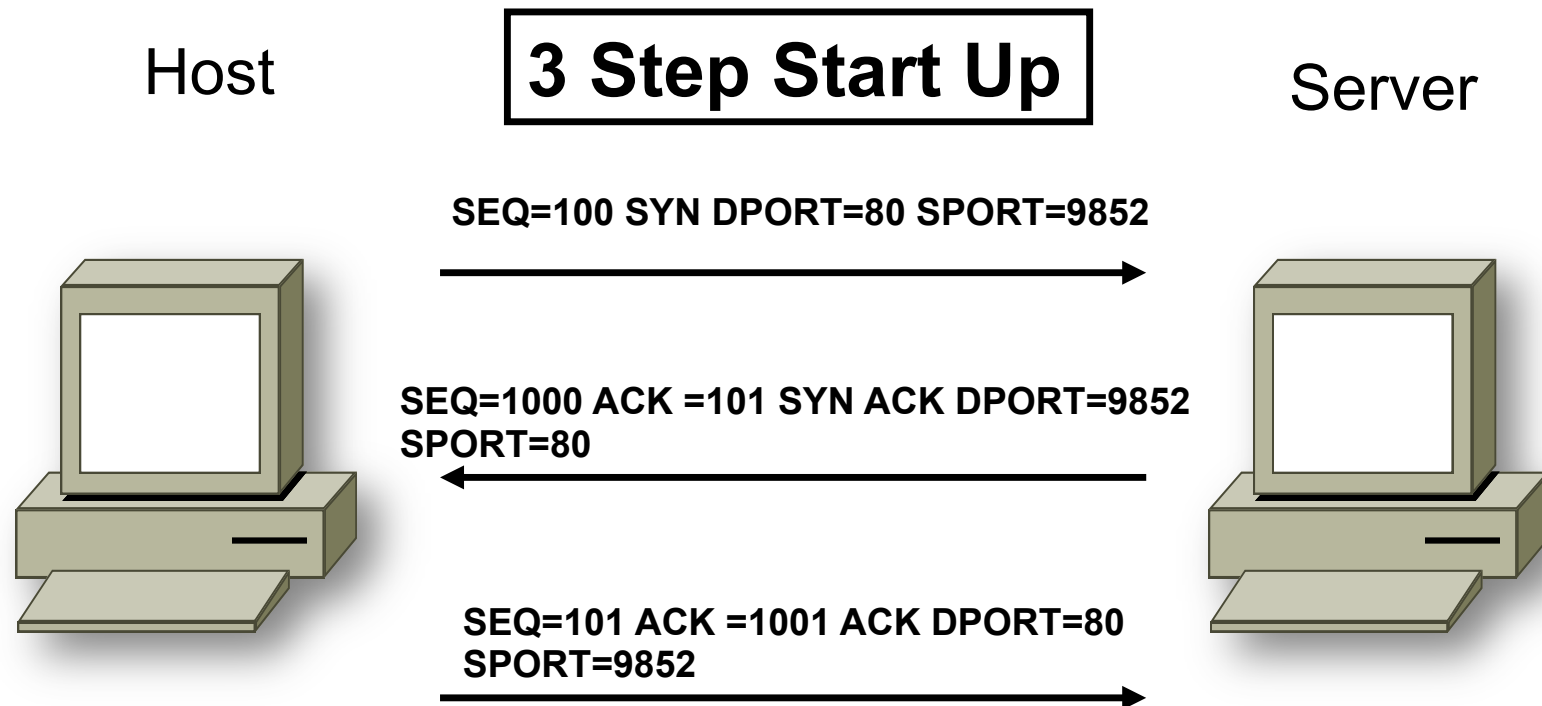 Host
3 Step Start Up
Server
SEQ=100 SYN DPORT=80 SPORT=9852
SEQ=1000 ACK =101 SYN ACK DPORT=9852
SPORT=80
SEQ=101 ACK =1001 ACK DPORT=80
SPORT=9852